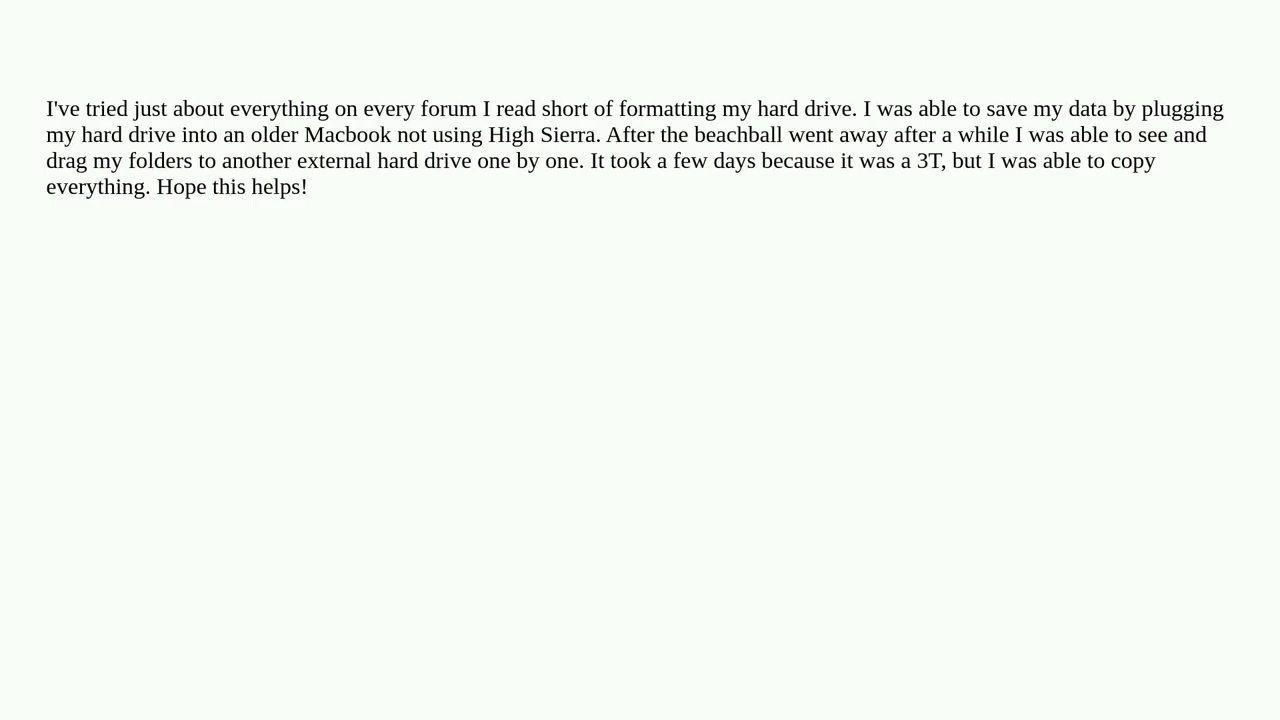 I've tried just about everything on every forum I read short of formatting my hard drive. I was able to save my data by plugging
my hard drive into an older Macbook not using High Sierra. After the beachball went away after a while I was able to see and
drag my folders to another external hard drive one by one. It took a few days because it was a 3T, but I was able to copy
everything. Hope this helps!